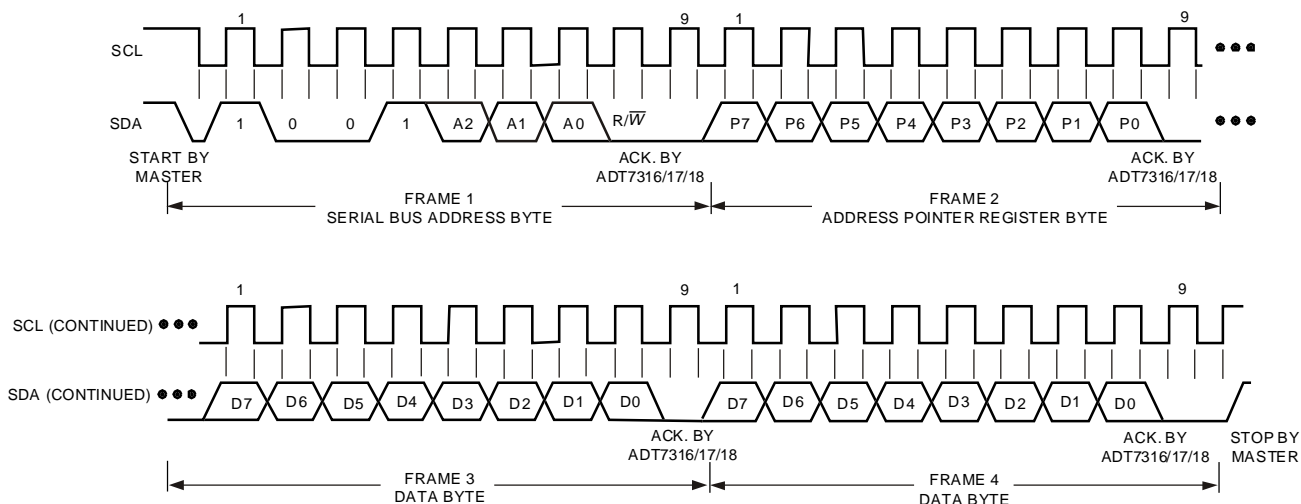 1 9 1 9
SCL
SDA 1 0 0 1 A2 A1 A0 R/W̅ P7 P6 P5 P4 P3 P2 P1 P0
START BY
MASTER
ACK. BY
ADT7316/17/18
ACK. BY
ADT7316/17/18
FRAME 1
SERIAL BUS ADDRESS BYTE
FRAME 2
ADDRESS POINTER REGISTER BYTE
1 9 1 9
SCL (CONTINUED)
SDA (CONTINUED) D7 D6 D5 D4 D3 D2 D1 D0 D7 D6 D5 D4 D3 D2 D1 D0
ACK. BY
ADT7316/17/18
ACK. BY
ADT7316/17/18
STOP BY
MASTER
FRAME 3
DATA BYTE
FRAME 4
DATA BYTE